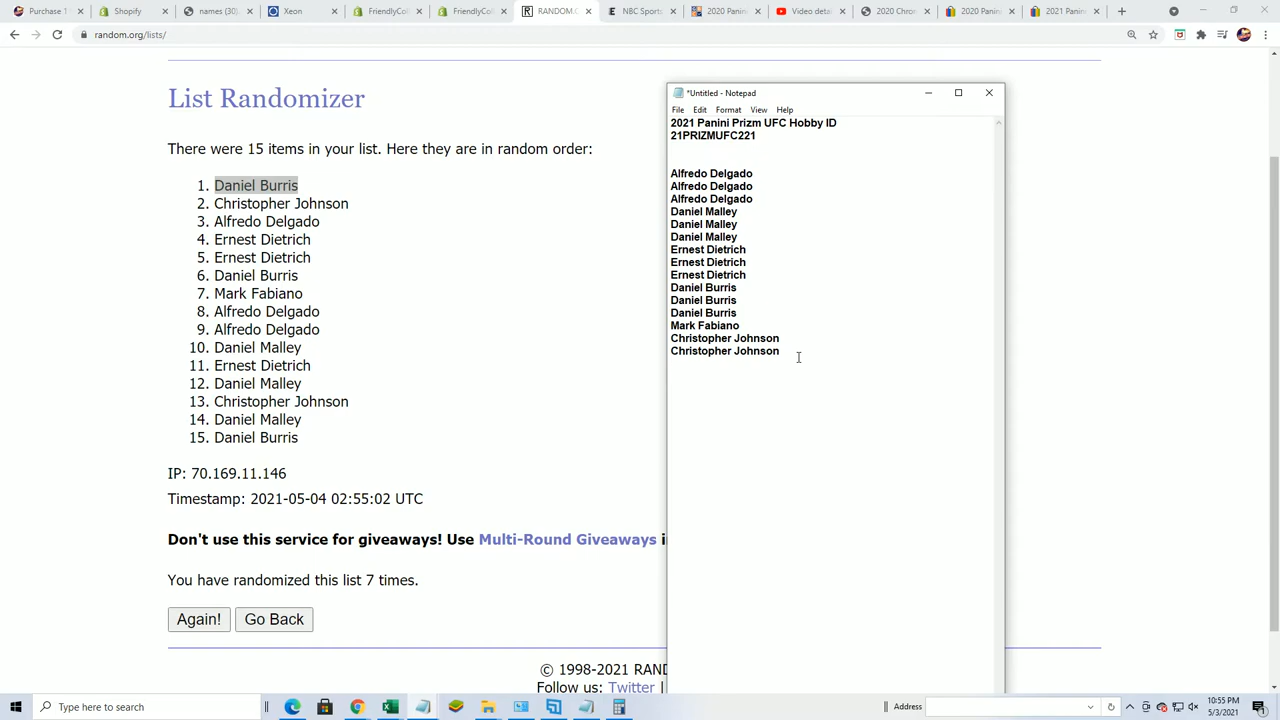 Purchase 1
names (30)
Xeon
FriendlyCol
FriendlyCol
RANDOM.O
NBC Sports
2020 Panin
Video detai
2020 Chro
2020 Panin
2021 Panin
random.org/lists/
List Randomizer
There were 15 items in your list. Here they are in random order:
1. Daniel Burris
2. Christopher Johnson
3. Alfredo Delgado
4. Ernest Dietrich
5. Ernest Dietrich
6. Daniel Burris
7. Mark Fabiano
8. Alfredo Delgado
9. Alfredo Delgado
10. Daniel Malley
11. Ernest Dietrich
12. Daniel Malley
13. Christopher Johnson
14. Daniel Malley
15. Daniel Burris
IP: 70.169.11.146
Timestamp: 2021-05-04 02:55:02 UTC
Don't use this service for giveaways! Use Multi-Round Giveaways i
You have randomized this list 7 times.
Again! Go Back
© 1998-2021 RAND
Follow us: Twitter |
*Untitled - Notepad
File Edit Format View Help
2021 Panini Prizm UFC Hobby ID
21PRIZMUFC221
Alfredo Delgado
Alfredo Delgado
Alfredo Delgado
Daniel Malley
Daniel Malley
Daniel Malley
Ernest Dietrich
Ernest Dietrich
Ernest Dietrich
Daniel Burris
Daniel Burris
Daniel Burris
Mark Fabiano
Christopher Johnson
Christopher Johnson
Type here to search
Address
10:55 PM
5/3/2021